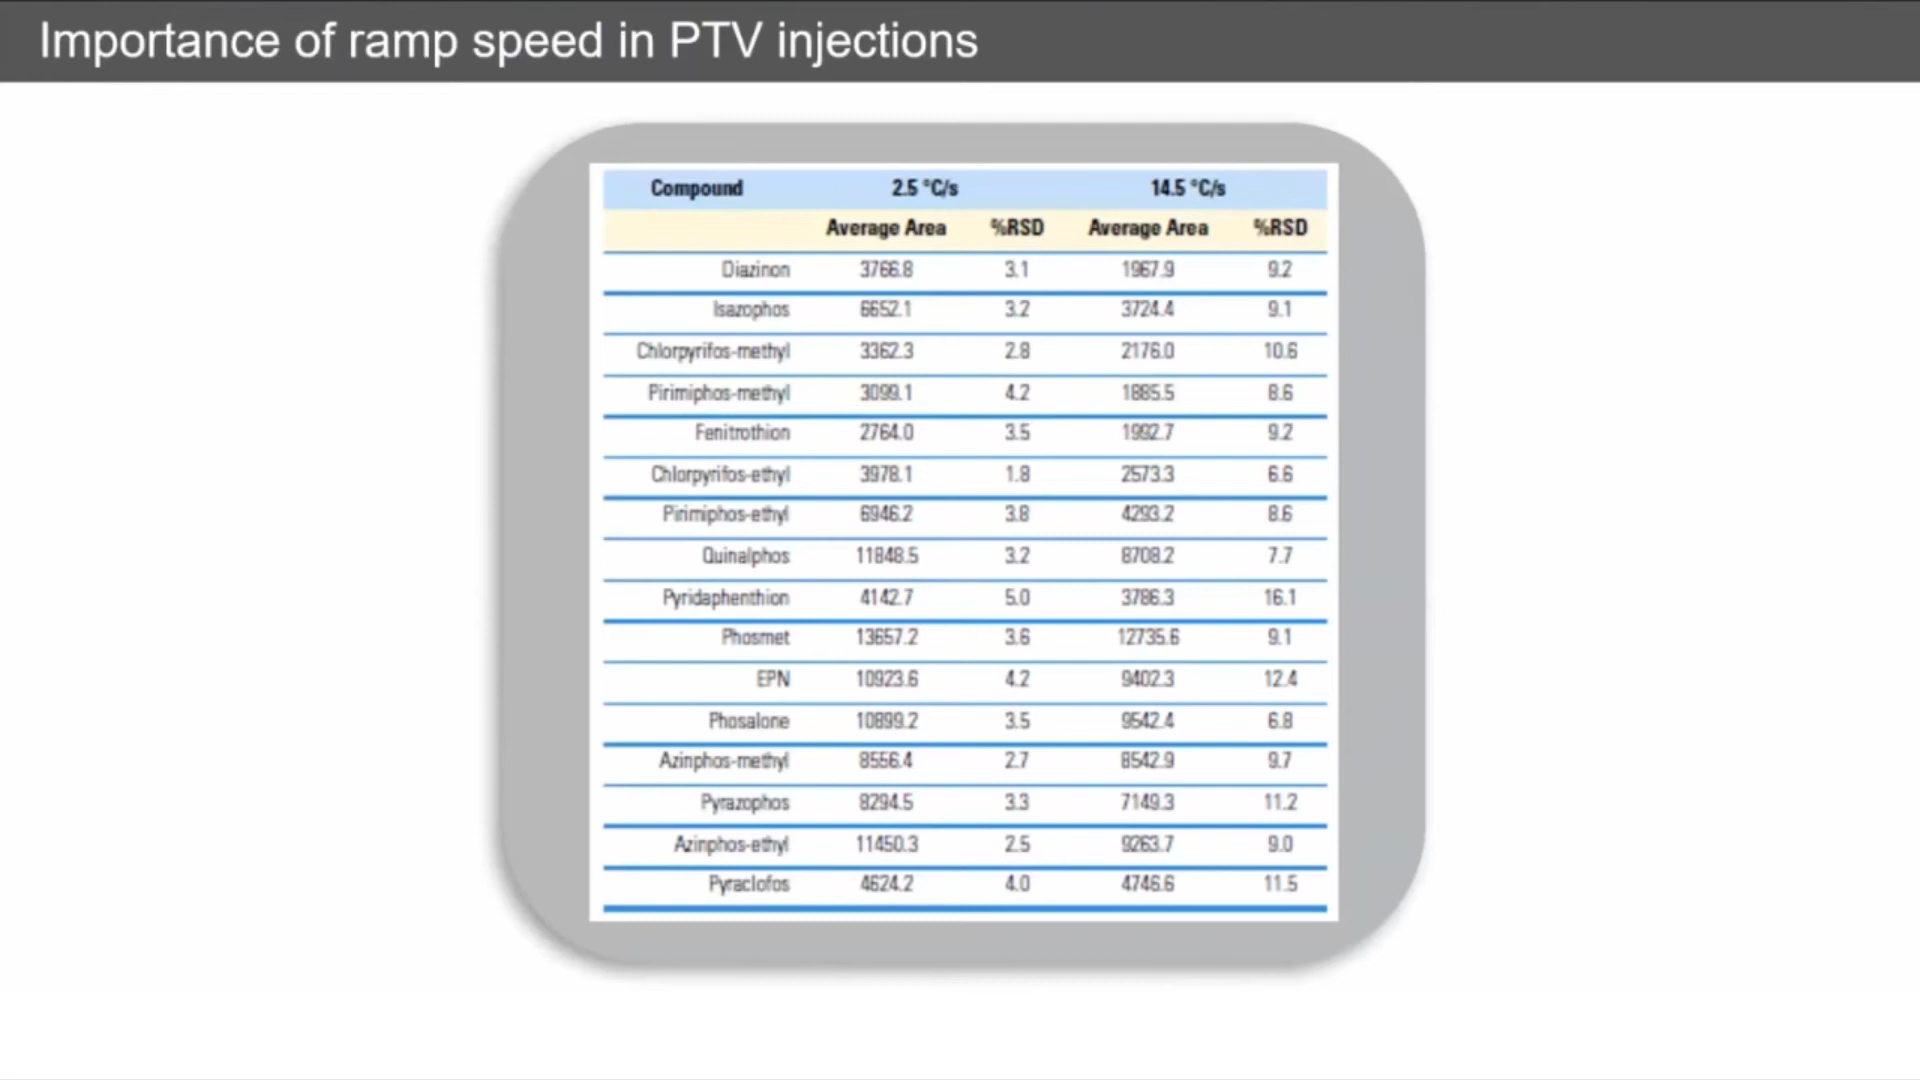 Importance of ramp speed in PTV injections
Compound 2.5 °C/s 14.5 °C/s
Average Area %RSD Average Area %RSD
Diazinon 3766.8 3.1 1967.9 9.2
Isazophos 6652.1 3.2 3724.4 9.1
Chlorpyrifos-methyl 3362.3 2.8 2176.0 10.6
Pirimiphos-methyl 3099.1 4.2 1885.5 8.6
Fenitrothion 2764.0 3.5 1992.7 9.2
Chlorpyrifos-ethyl 3978.1 1.8 2573.3 6.6
Pirimiphos-ethyl 6946.2 3.8 4293.2 8.6
Quinalphos 11848.5 3.2 8708.2 7.7
Pyridaphenthion 4142.7 5.0 3786.3 16.1
Phosmet 13657.2 3.6 12735.6 9.1
EPN 10923.6 4.2 9402.3 12.4
Phosalone 10899.2 3.5 9542.4 6.8
Azinphos-methyl 8556.4 2.7 8542.9 9.7
Pyrazophos 8294.5 3.3 7149.3 11.2
Azinphos-ethyl 11450.3 2.5 9263.7 9.0
Pyraclofos 4624.2 4.0 4746.6 11.5